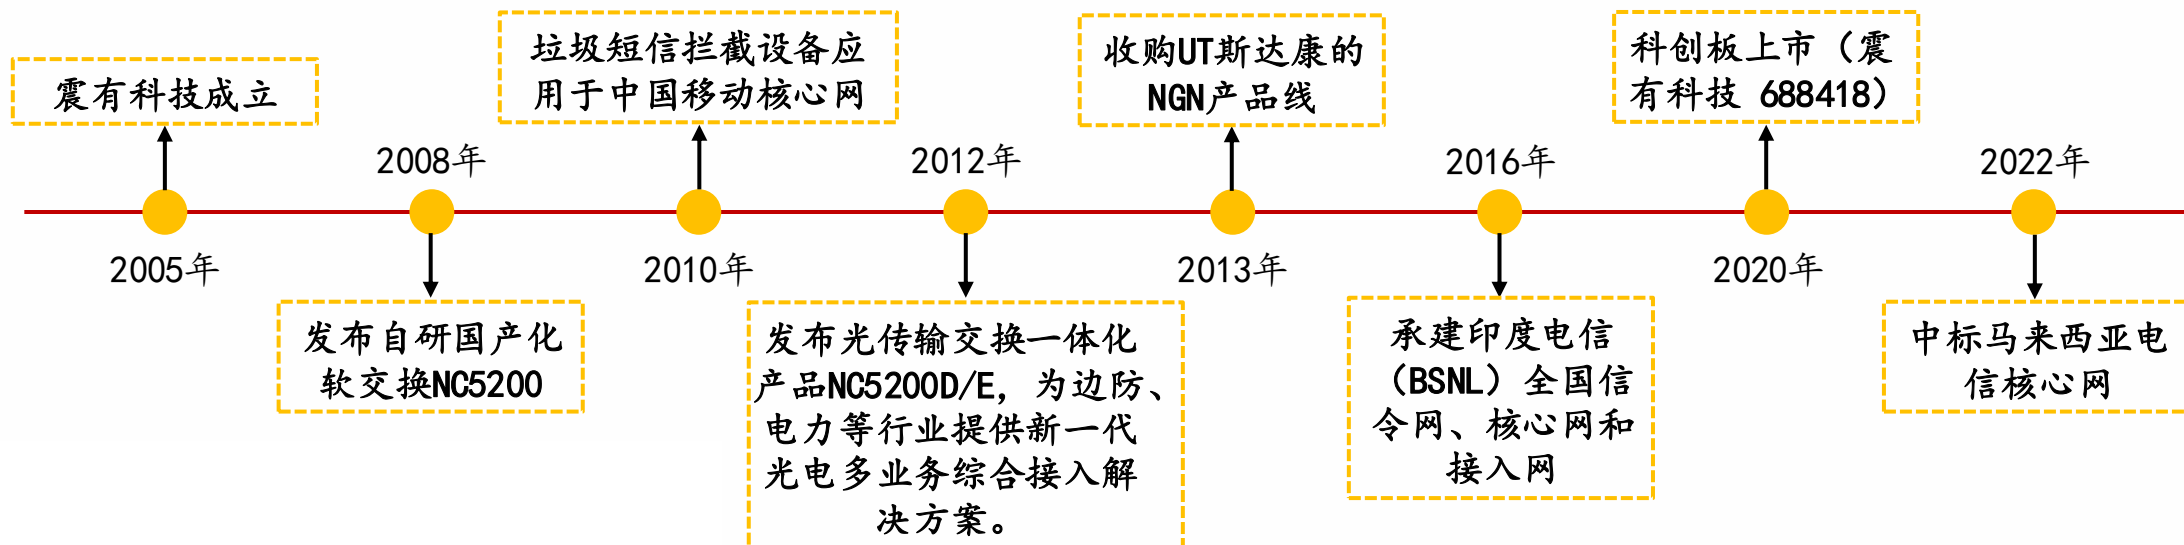 震有科技成立
2005年
2008年
发布自研国产化
软交换NC5200
垃圾短信拦截设备应
用于中国移动核心网
2010年
2012年
发布光传输交换一体化
产品NC5200D/E，为边防、
电力等行业提供新一代
光电多业务综合接入解
决方案。
收购UT斯达康的
NGN产品线
2013年
2016年
承建印度电信
（BSNL）全国信
令网、核心网和
接入网
科创板上市（震
有科技 688418）
2020年
2022年
中标马来西亚电
信核心网